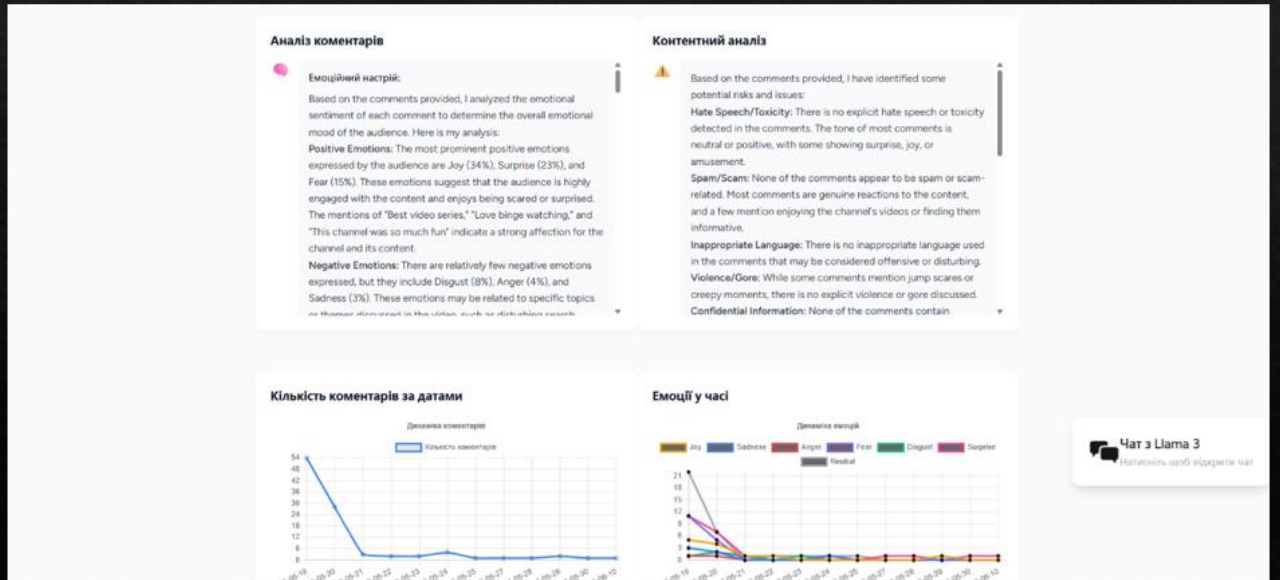 Аналіз коментарів
Емоційний настрій:
Based on the comments provided, I analyzed the emotional
sentiment of each comment to determine the overall emotional
mood of the audience. Here is my analysis:
Positive Emotions: The most prominent positive emotions
expressed by the audience are Joy (34%), Surprise (23%), and
Fear (15%). These emotions suggest that the audience is highly
engaged with the content and enjoys being scared or surprised.
The mentions of "Best video series," "Love binge watching," and
"This channel was so much fun" indicate a strong affection for the
channel and its content.
Negative Emotions: There are relatively few negative emotions
expressed, but they include Disgust (8%), Anger (4%), and
Sadness (3%). These emotions may be related to specific topics
or themes discussed in the video, such as disturbing search
Контентний аналіз
Based on the comments provided, I have identified some
potential risks and issues:
Hate Speech/Toxicity: There is no explicit hate speech or toxicity
detected in the comments. The tone of most comments is
neutral or positive, with some showing surprise, joy, or
amusement.
Spam/Scam: None of the comments appear to be spam or scam-
related. Most comments are genuine reactions to the content,
and a few mention enjoying the channel's videos or finding them
informative.
Inappropriate Language: There is no inappropriate language used
in the comments that may be considered offensive or disturbing.
Violence/Gore: While some comments mention jump scares or
creepy moments, there is no explicit violence or gore discussed.
Confidential Information: None of the comments contain
Кількість коментарів за датами
Динаміка коментарів
Кількість коментарів
54
48
42
36
30
24
18
12
6
0
Емоції у часі
Динаміка емоцій
Joy Sadness Anger Fear Disgust Surprise
Neutral
21
18
15
12
9
6
3
0
Чат з Llama 3
Натисніть щоб відкрити чат